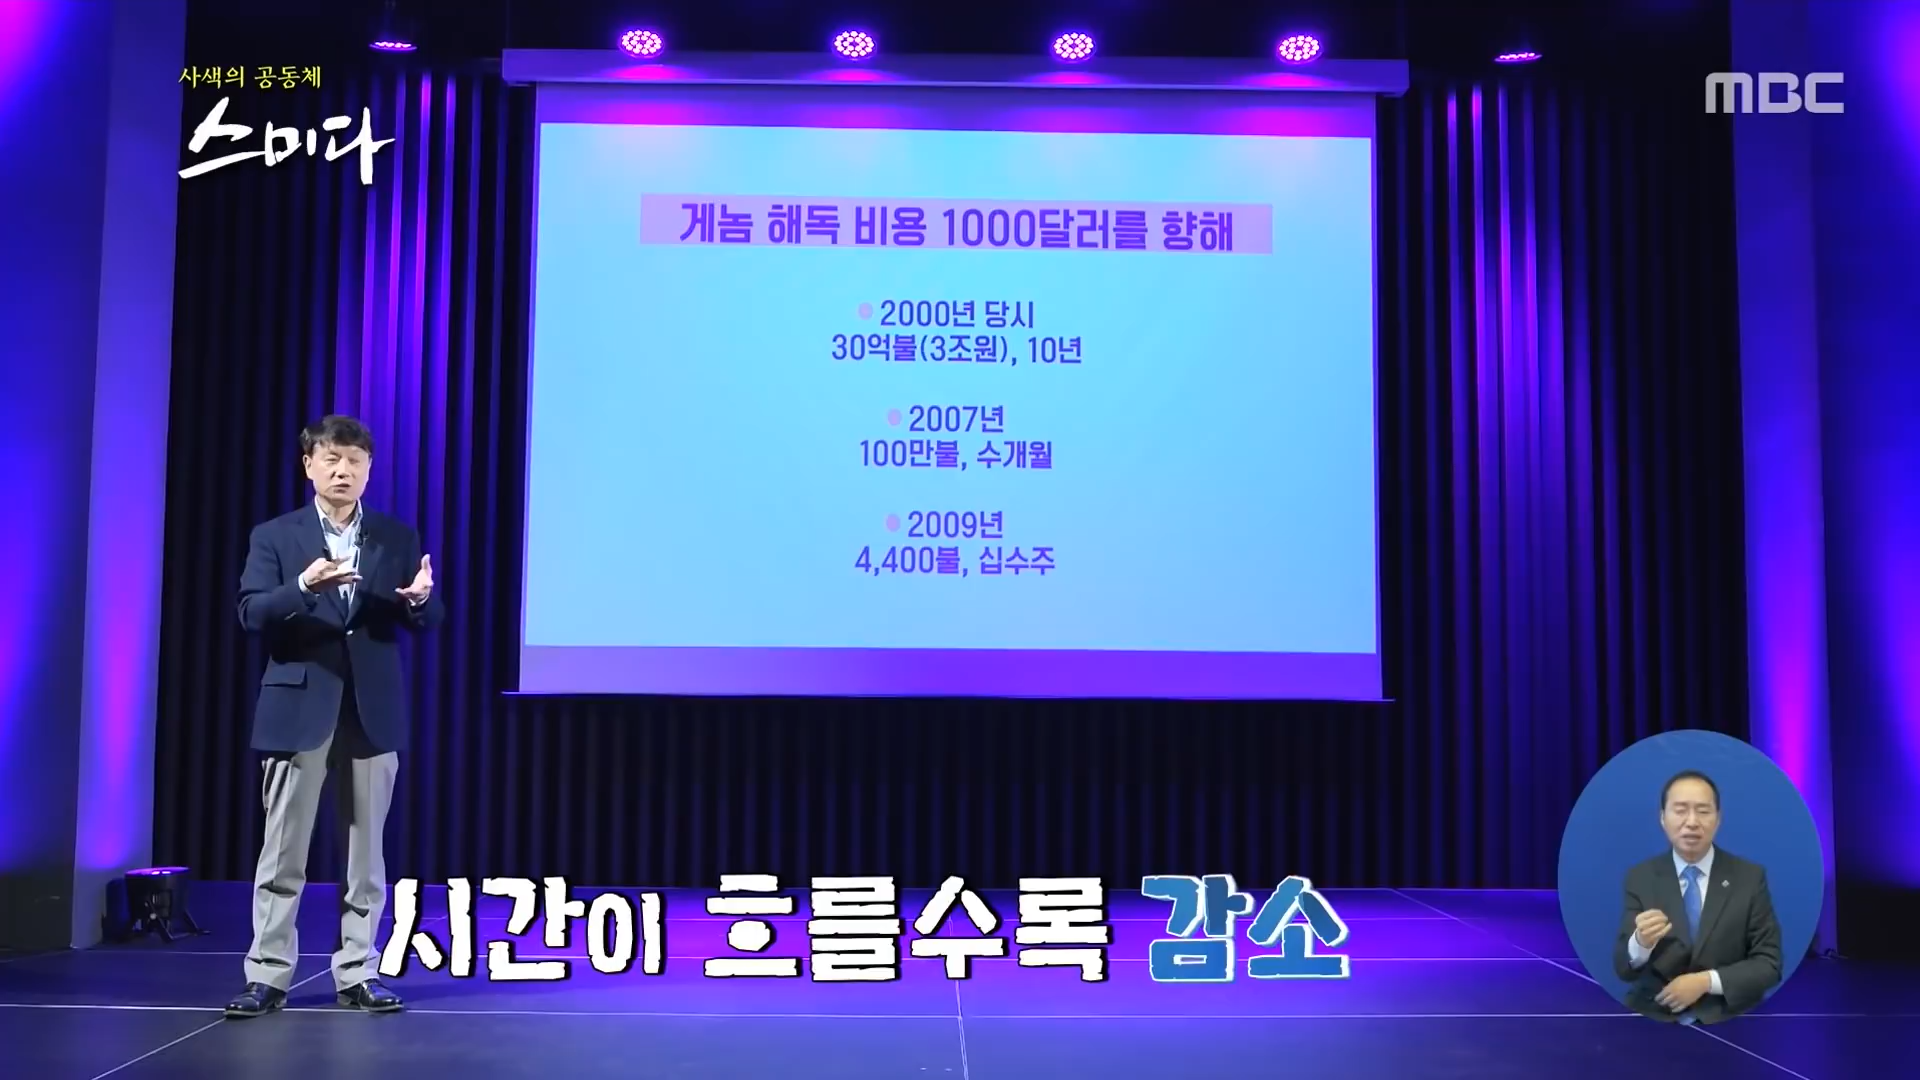 사색의 공동체
스미다
MBC
게놈 해독 비용 1000달러를 향해
2000년 당시
30억불(3조원), 10년
2007년
100만불, 수개월
2009년
4,400불, 십수주
시간이 흐를수록 감소